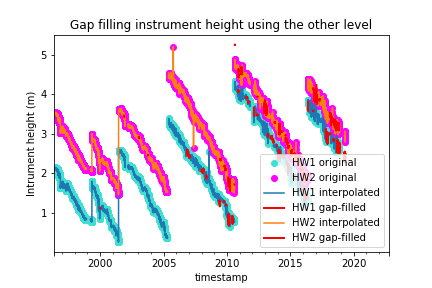 Gap filling instrument height using the other level
Intrument height (m)
5
4
3
2
1
HW1 original
HW2 original
HW1 interpolated
HW1 gap-filled
HW2 interpolated
HW2 gap-filled
2000
2005
2010
2015
2020
timestamp